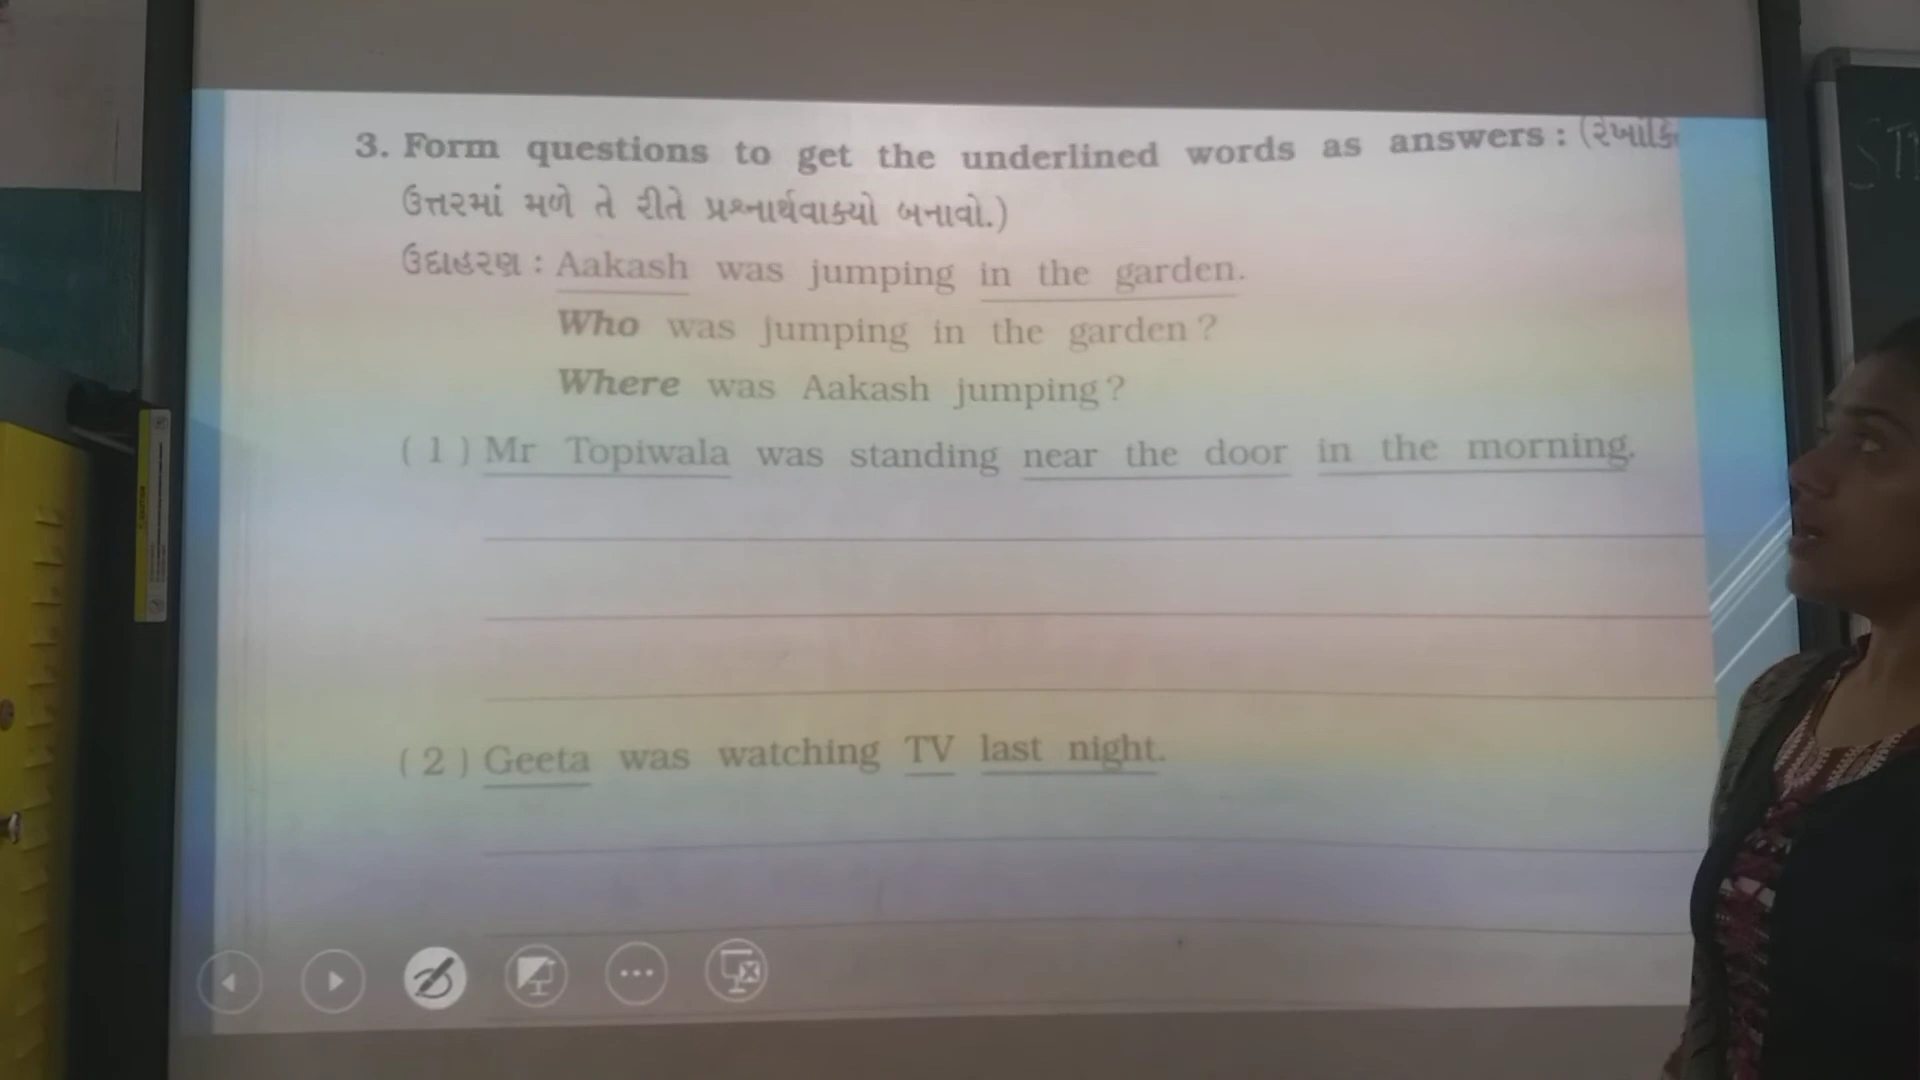 3. Form questions to get the underlined words as answers : (રેખાંકિ
ઉત્તરમાં મળે તે રીતે પ્રશ્નાર્થવાક્યો બનાવો.)
ઉદાહરણ : Aakash was jumping in the garden.
Who was jumping in the garden ?
Where was Aakash jumping ?
( 1 ) Mr Topiwala was standing near the door in the morning.
( 2 ) Geeta was watching TV last night.